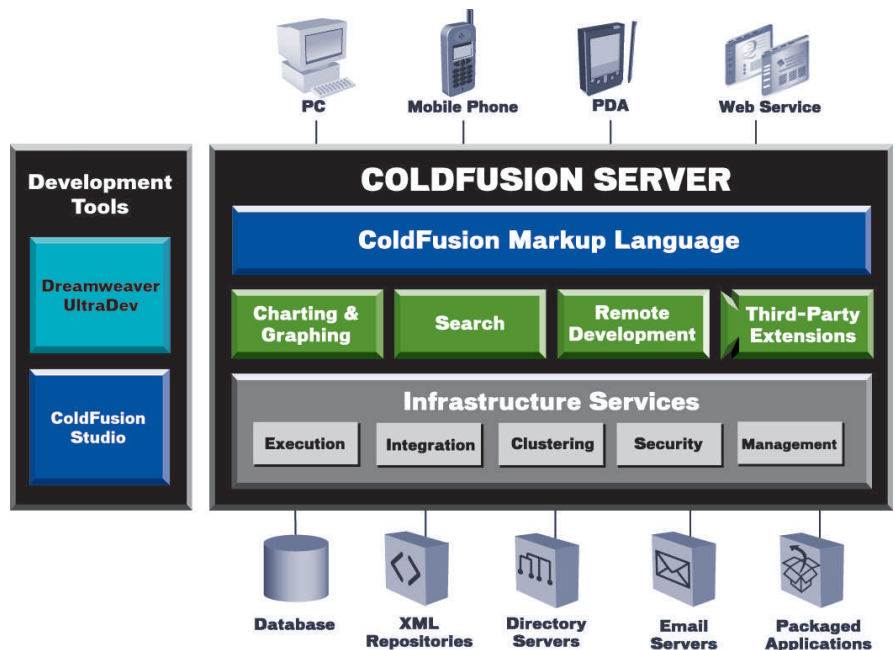 PC
Mobile Phone
PDA
Web Service
Development
Tools
Dreamweaver
UltraDev
ColdFusion
Studio
COLDFUSION SERVER
ColdFusion Markup Language
Charting &
Graphing
Search
Remote
Development
Third-Party
Extensions
Infrastructure Services
Execution
Integration
Clustering
Security
Management
Database
XML
Repositories
Directory
Servers
Email
Servers
Packaged
Applications